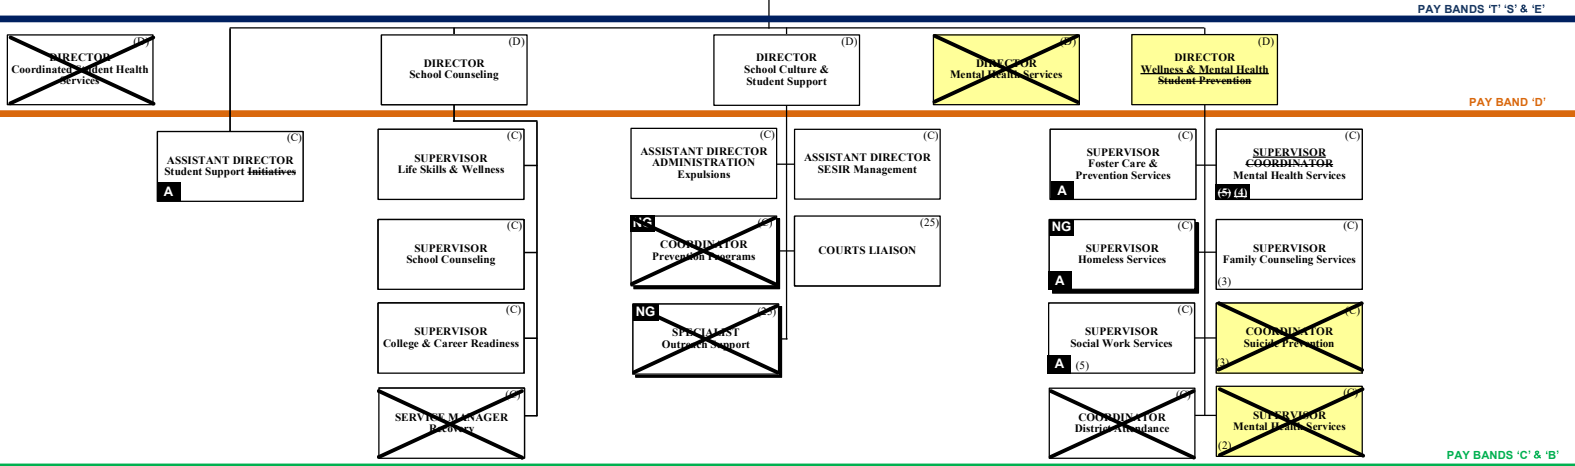 PAY BANDS ‘T’ ‘S’ & ‘E’
(D)
DIRECTOR
Coordinated Student Health
Services
(D)
DIRECTOR
School Counseling
(D)
DIRECTOR
School Culture &
Student Support
(D)
DIRECTOR
Mental Health Services
(D)
DIRECTOR
Wellness & Mental Health
Student Prevention
PAY BAND ‘D’
(C)
ASSISTANT DIRECTOR
Student Support Initiatives
A
(C)
SUPERVISOR
Life Skills & Wellness
(C)
SUPERVISOR
School Counseling
(C)
SUPERVISOR
College & Career Readiness
(C)
SERVICE MANAGER
Recovery
(C)
ASSISTANT DIRECTOR
ADMINISTRATION
Expulsions
(C)
ASSISTANT DIRECTOR
SESIR Management
NG
(C)
COORDINATOR
Prevention Programs
(25)
COURTS LIAISON
NG
(25)
SPECIALIST
Outreach Support
(C)
SUPERVISOR
Foster Care &
Prevention Services
A
(C)
SUPERVISOR
COORDINATOR
Mental Health Services
(5) (4)
NG
(C)
SUPERVISOR
Homeless Services
A
(C)
SUPERVISOR
Family Counseling Services
(3)
(C)
SUPERVISOR
Social Work Services
A (5)
(C)
COORDINATOR
Suicide Prevention
(3)
(C)
COORDINATOR
District Attendance
(C)
SUPERVISOR
Mental Health Services
(2)
PAY BANDS ‘C’ & ‘B’